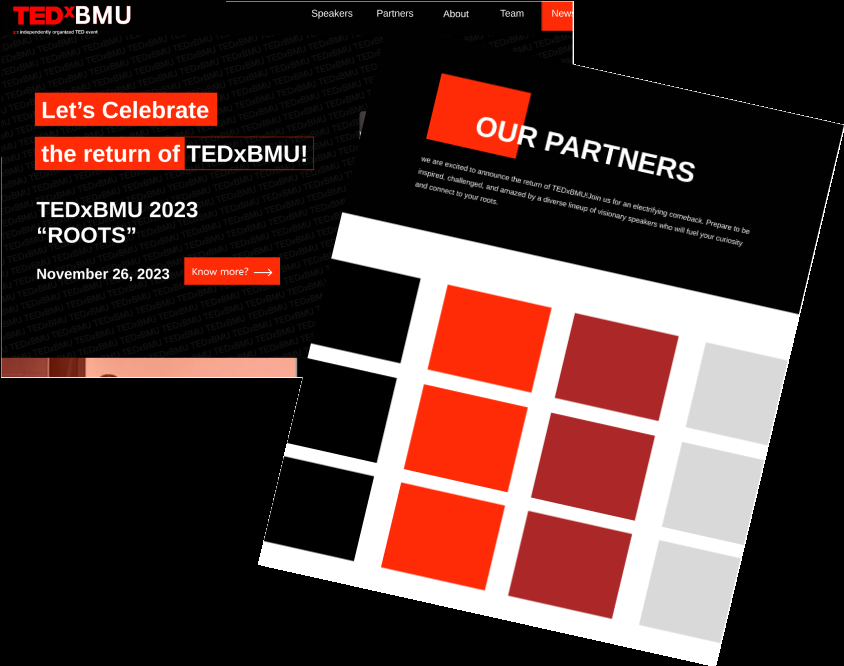 TEDxBMU
x = independently organized TED event
Speakers Partners About Team News
Let's Celebrate
the return of TEDxBMU!
TEDxBMU 2023
“ROOTS”
November 26, 2023 Know more?
OUR PARTNERS
we are excited to announce the return of TEDxBMU!Join us for an electrifying comeback. Prepare to be
inspired, challenged, and amazed by a diverse lineup of visionary speakers who will fuel your curiosity
and connect to your roots.